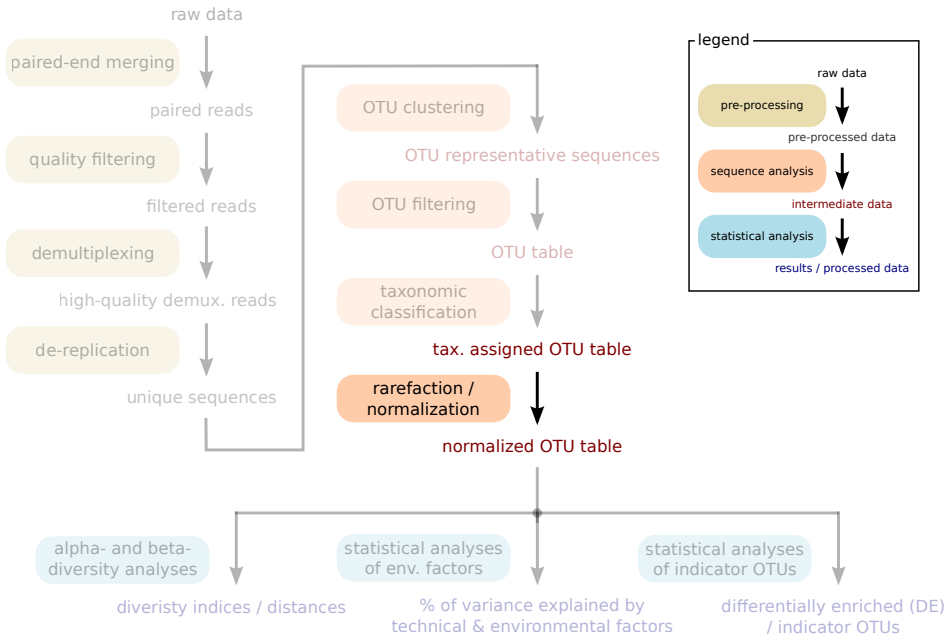 raw data
paired-end merging
paired reads
quality filtering
filtered reads
demultiplexing
high-quality demux. reads
de-replication
unique sequences
OTU clustering
OTU representative sequences
OTU filtering
OTU table
taxonomic
classification
tax. assigned OTU table
rarefaction /
normalization
normalized OTU table
alpha- and beta-
diversity analyses
diveristy indices / distances
statistical analyses
of env. factors
% of variance explained by
technical & environmental factors
statistical analyses
of indicator OTUs
differentially enriched (DE)
/ indicator OTUs
legend
raw data
pre-processing
pre-processed data
sequence analysis
intermediate data
statistical analysis
results / processed data